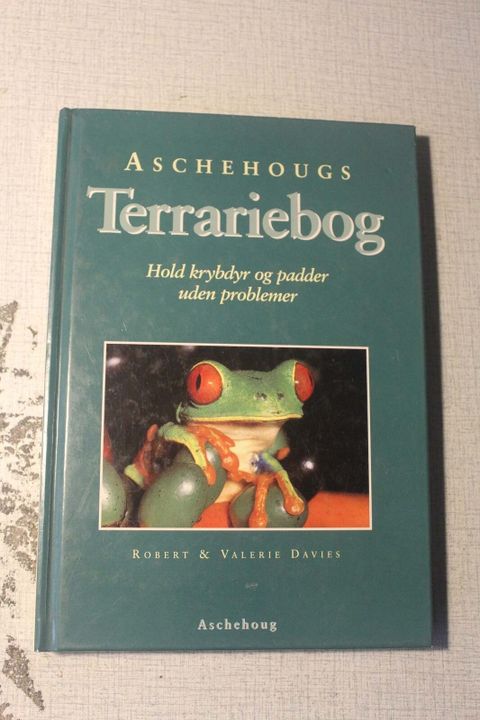 ASCHEHOUGS
Terrariebog
Hold krybdyr og padder
uden problemer
ROBERT & VALERIE DAVIES
Aschehoug